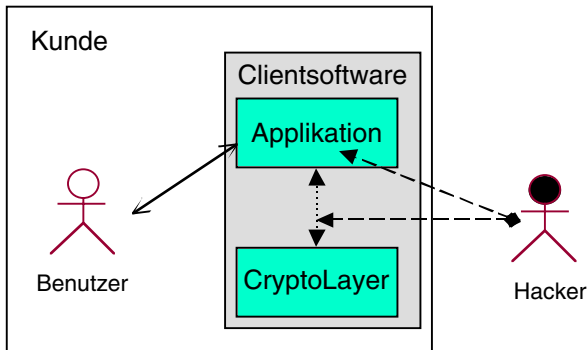 Kunde
Clientsoftware
Applikation
Benutzer
CryptoLayer
Hacker